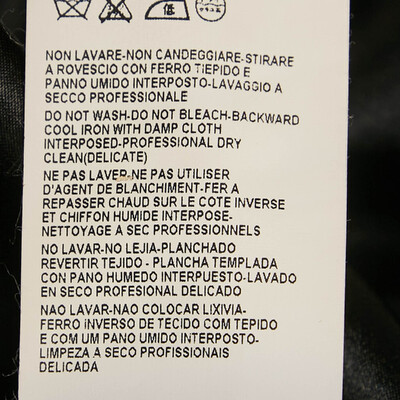 低
ドライ
NON LAVARE-NON CANDEGGIARE-STIRARE
A ROVESCIO CON FERRO TIEPIDO E
PANNO UMIDO INTERPOSTO-LAVAGGIO A
SECCO PROFESSIONALE
DO NOT WASH-DO NOT BLEACH-BACKWARD
COOL IRON WITH DAMP CLOTH
INTERPOSED-PROFESSIONAL DRY
CLEAN(DELICATE)
NE PAS LAVER-NE PAS UTILISER
D'AGENT DE BLANCHIMENT-FER A
REPASSER CHAUD SUR LE COTE INVERSE
ET CHIFFON HUMIDE INTERPOSE-
NETTOYAGE A SEC PROFESSIONNELS
NO LAVAR-NO LEJIA-PLANCHADO
REVERTIR TEJIDO - PLANCHA TEMPLADA
CON PANO HUMEDO INTERPUESTO-LAVADO
EN SECO PROFESIONAL DELICADO
NAO LAVAR-NAO COLOCAR LIXIVIA-
FERRO INVERSO DE TECIDO COM TEPIDO
E COM UM PANO UMIDO INTERPOSTO-
LIMPEZA A SECO PROFISSIONAIS
DELICADA